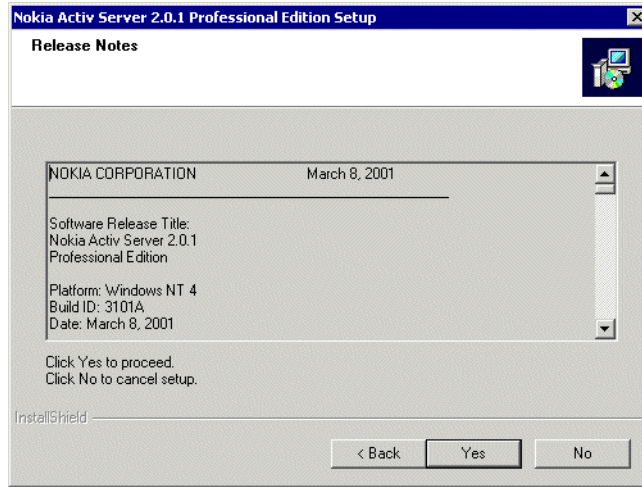 Nokia Activ Server 2.0.1 Professional Edition Setup
Release Notes
NOKIA CORPORATION March 8, 2001
Software Release Title:
Nokia Activ Server 2.0.1
Professional Edition
Platform: Windows NT 4
Build ID: 3101A
Date: March 8, 2001
Click Yes to proceed.
Click No to cancel setup.
InstallShield
< Back Yes No